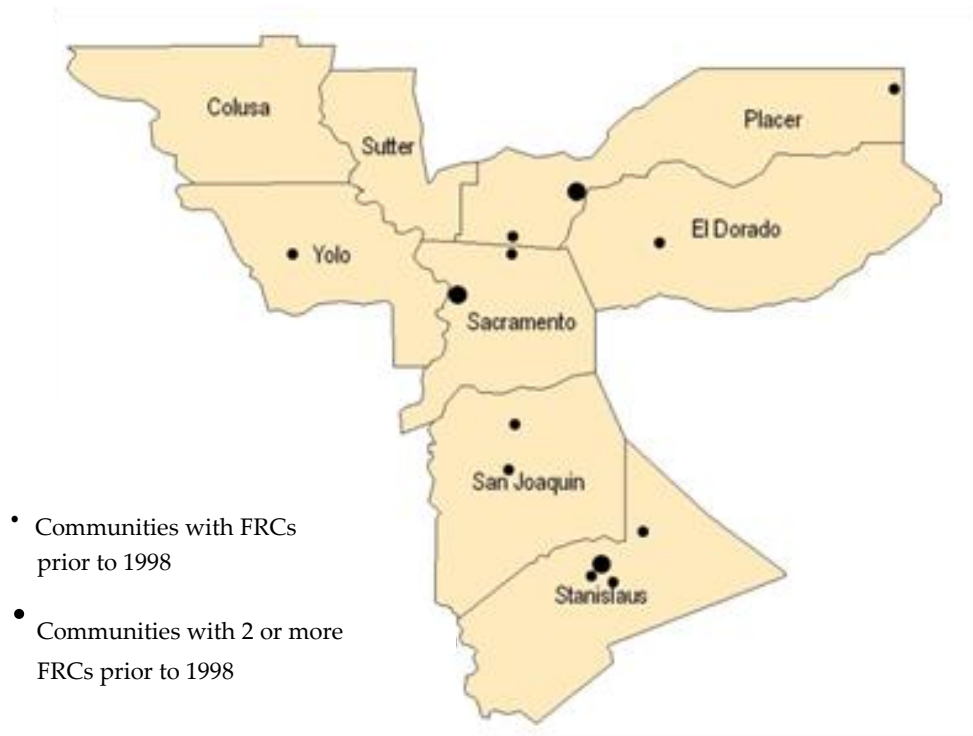 Colusa
Placer
Sutter
El Dorado
Yolo
Sacramento
San Joaquin
• Communities with FRCs
prior to 1998
Stanislaus
• Communities with 2 or more
FRCs prior to 1998